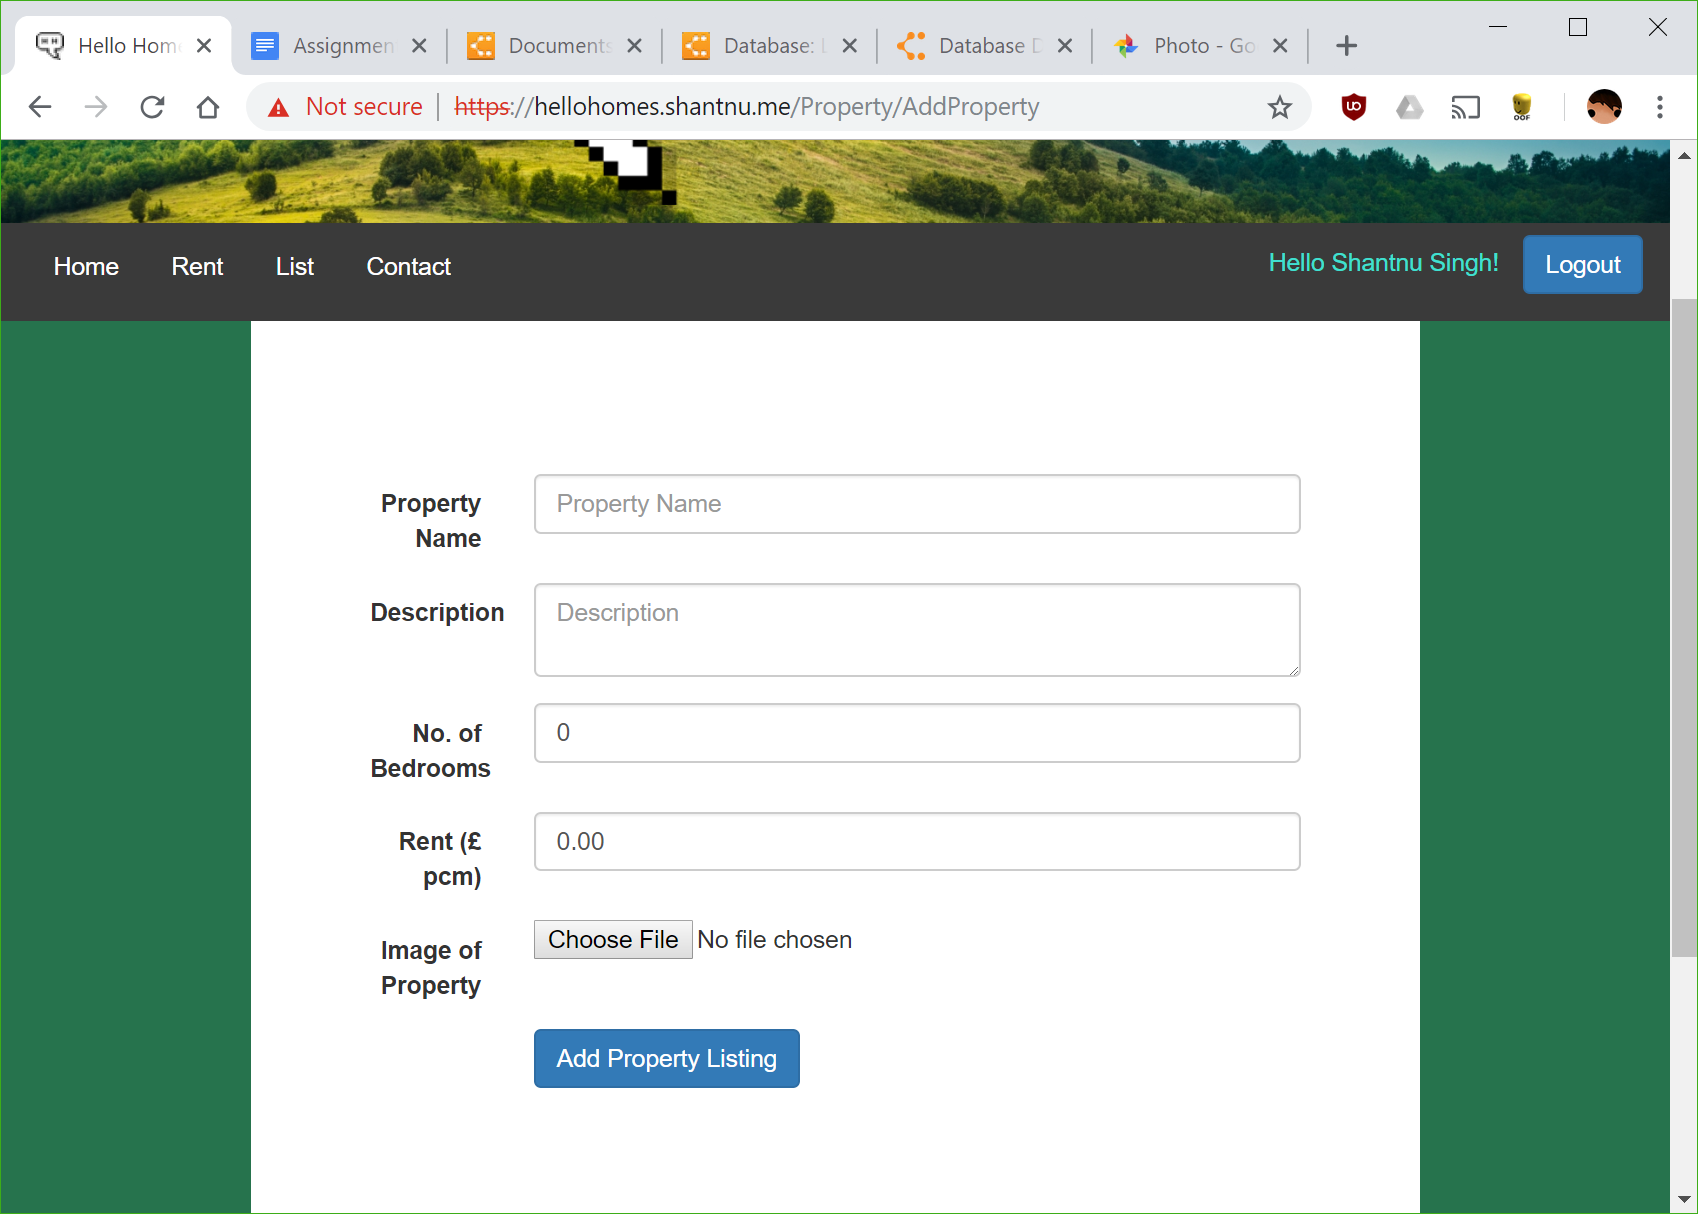 Hello Hom
Assignmen
Documents
Database: L
Database D
Photo - Go
Not secure
https://hellohomes.shantnu.me/Property/AddProperty
UO
OOF
Home
Rent
List
Contact
Hello Shantnu Singh!
Logout
Property
Name
Property Name
Description
Description
No. of
Bedrooms
0
Rent (£
pcm)
0.00
Image of
Property
Choose File No file chosen
Add Property Listing